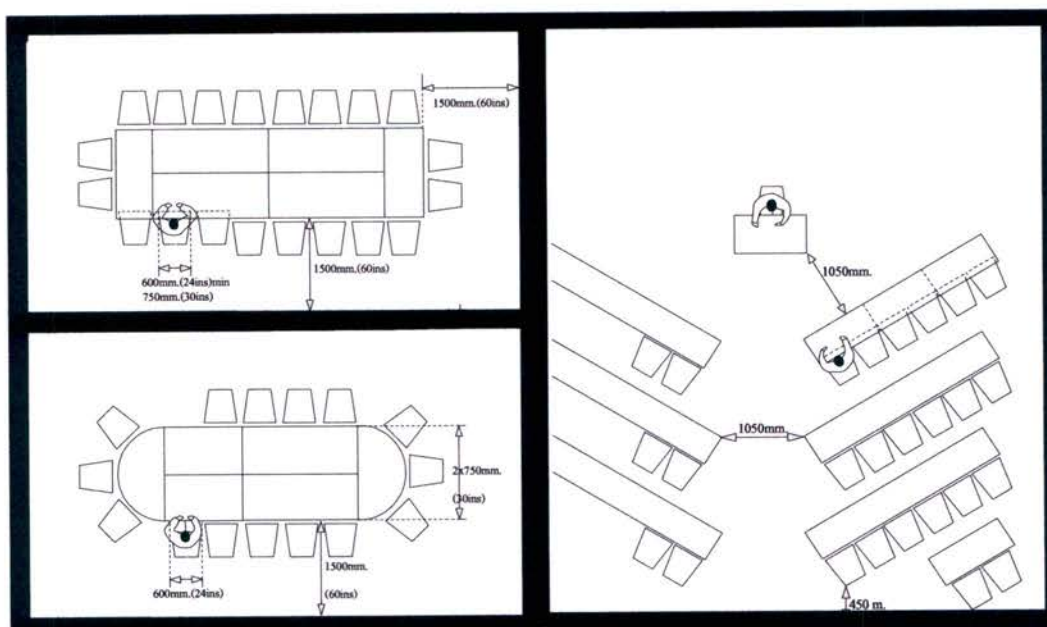 1500mm.(60ins)
1500mm.(60ins)
600mm.(24ins)min
750mm.(30ins)
2x750mm.
(30ins)
1500mm.
(60ins)
600mm.(24ins)
1050mm.
1050mm.
450 m.